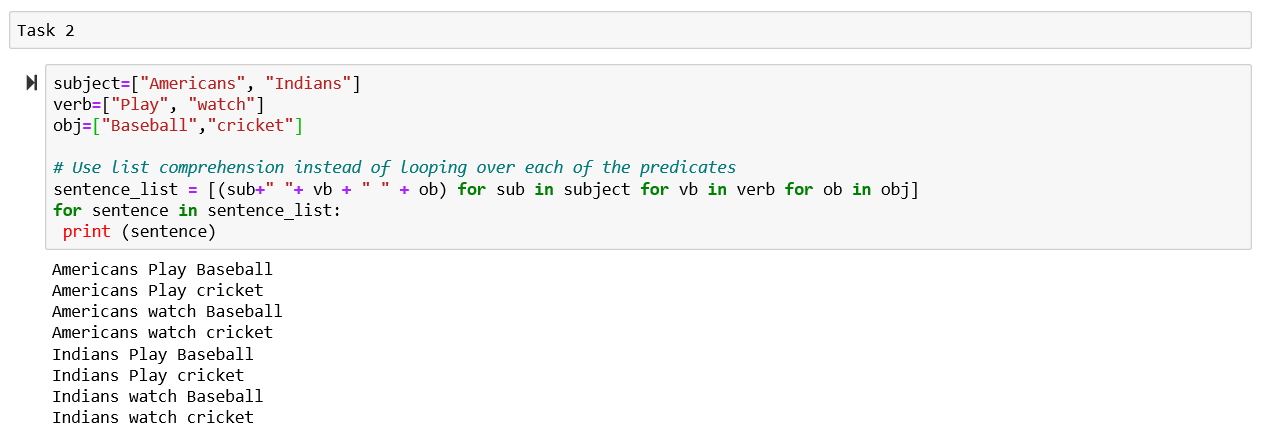 Task 2
subject=["Americans", "Indians"]
verb=["Play", "watch"]
obj=["Baseball","cricket"]
# Use list comprehension instead of looping over each of the predicates
sentence_list = [(sub+" "+ vb + " " + ob) for sub in subject for vb in verb for ob in obj]
for sentence in sentence_list:
 print (sentence)
Americans Play Baseball
Americans Play cricket
Americans watch Baseball
Americans watch cricket
Indians Play Baseball
Indians Play cricket
Indians watch Baseball
Indians watch cricket